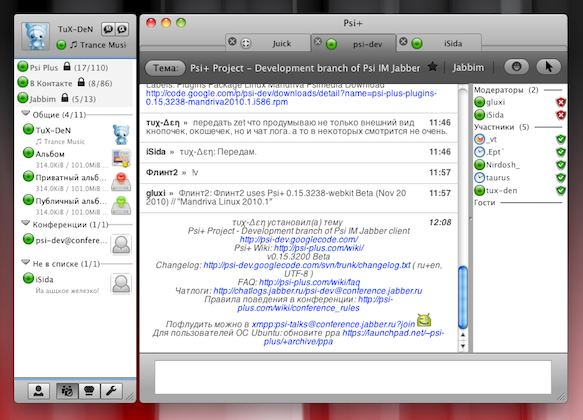 TuX-DeN
Trance Musi
Psi Plus (17/110)
В Контакте (8/86)
Jabbim (5/13)
Общие (4/11)
TuX-DeN
Trance Music
Альбом
314.0KiB / 101.0MiB ...
Приватный альб...
314.0KiB / 101.0MiB ...
Публичный альб...
314.0KiB / 101.0MiB ...
Конференции (1/1)
psi-dev@confere...
Не в списке (1/1)
iSida
Йа ащцкое железко!
Psi+
Juick
psi-dev
iSida
Тема:
Psi+ Project - Development branch of Psi IM Jabber
Jabbim
Labels: Plugins Package Linux Mandriva Psimedia Download
http://code.google.com/p/psi-dev/downloads/detail?name=psi-plus-plugins-
0.15.3238-mandriva2010.1.i586.rpm
тυχ-Δεη » передать zet что продумываю не только внешний вид 11:46
кнопочек, окошечек, но и чат лога. а то в некоторых смотрится не очень.
iSida » тυχ-Δεη: Передам. 11:46
Флинт2 » !v 11:57
gluxi » Флинт2: Флинт2 uses Psi+ 0.15.3238-webkit Beta (Nov 20 11:57
2010) // "Mandriva Linux 2010.1"
тυχ-Δεη установил(а) тему 12:08
Psi+ Project - Development branch of Psi IM Jabber client
http://psi-dev.googlecode.com/
Psi+ Wiki: http://psi-plus.com/wiki/
v0.15.3200 Beta
Changelog: http://psi-dev.googlecode.com/svn/trunk/changelog.txt ( ru+en,
UTF-8 )
FAQ: http://psi-plus.com/wiki/faq
Чатлоги: http://chatlogs.jabber.ru/psi-dev@conference.jabber.ru
Правила поведения в конференции: http://psi-
plus.com/wiki/conference_rules
Пофлудить можно в xmpp:psi-talks@conference.jabber.ru?join
Для пользователей ОС Ubuntu: обновите ppa https://launchpad.net/~psi-
plus/+archive/ppa
Модераторы (2)
gluxi
iSida
Участники (5)
_vt
.Ept`
Nirdosh_
taurus
tux-den
Гости